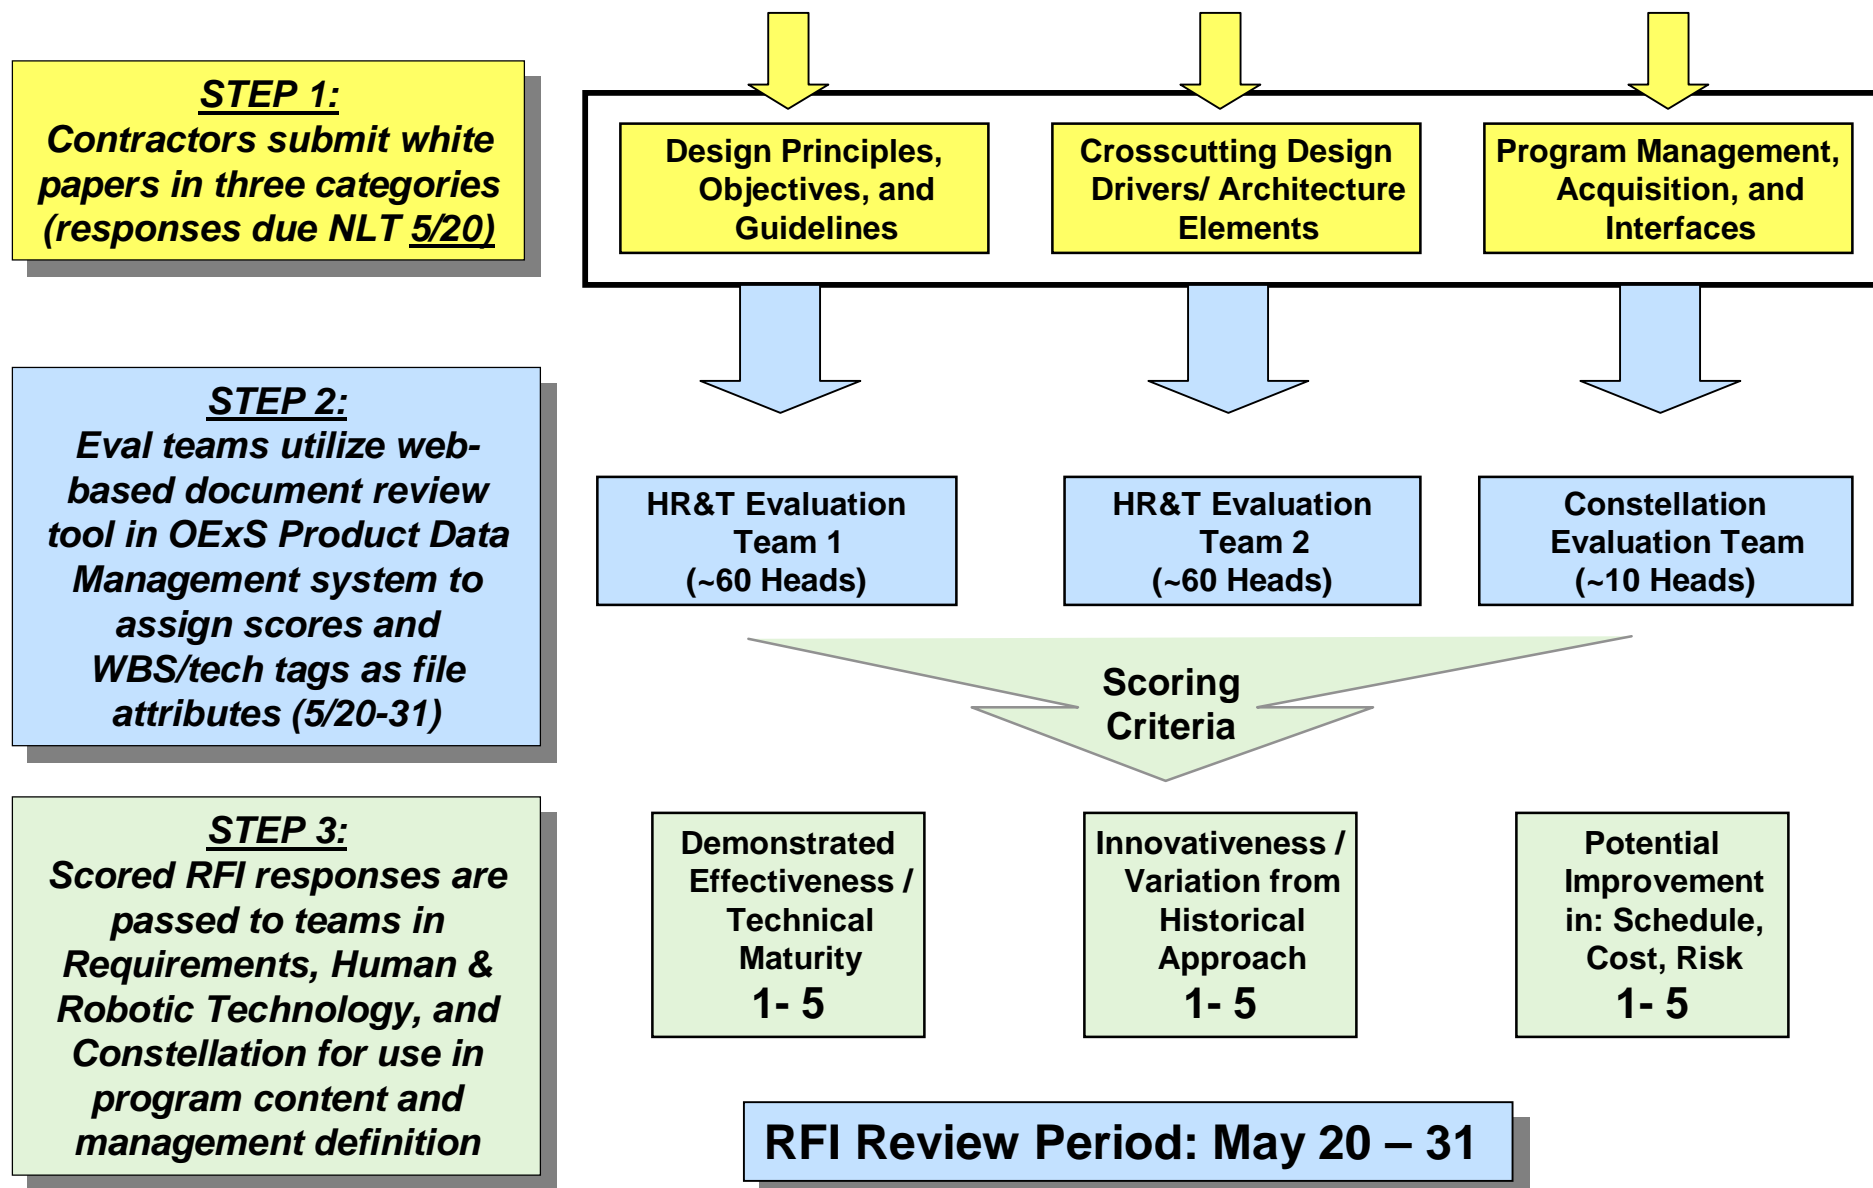 STEP 1:
Contractors submit white
papers in three categories
(responses due NLT 5/20)
Design Principles,
Objectives, and
Guidelines
Crosscutting Design
Drivers/ Architecture
Elements
Program Management,
Acquisition, and
Interfaces
STEP 2:
Eval teams utilize web-
based document review
tool in OExS Product Data
Management system to
assign scores and
WBS/tech tags as file
attributes (5/20-31)
HR&T Evaluation
Team 1
(~60 Heads)
HR&T Evaluation
Team 2
(~60 Heads)
Constellation
Evaluation Team
(~10 Heads)
Scoring
Criteria
STEP 3:
Scored RFI responses are
passed to teams in
Requirements, Human &
Robotic Technology, and
Constellation for use in
program content and
management definition
Demonstrated
Effectiveness /
Technical
Maturity
1- 5
Innovativeness /
Variation from
Historical
Approach
1- 5
Potential
Improvement
in: Schedule,
Cost, Risk
1- 5
RFI Review Period: May 20 – 31